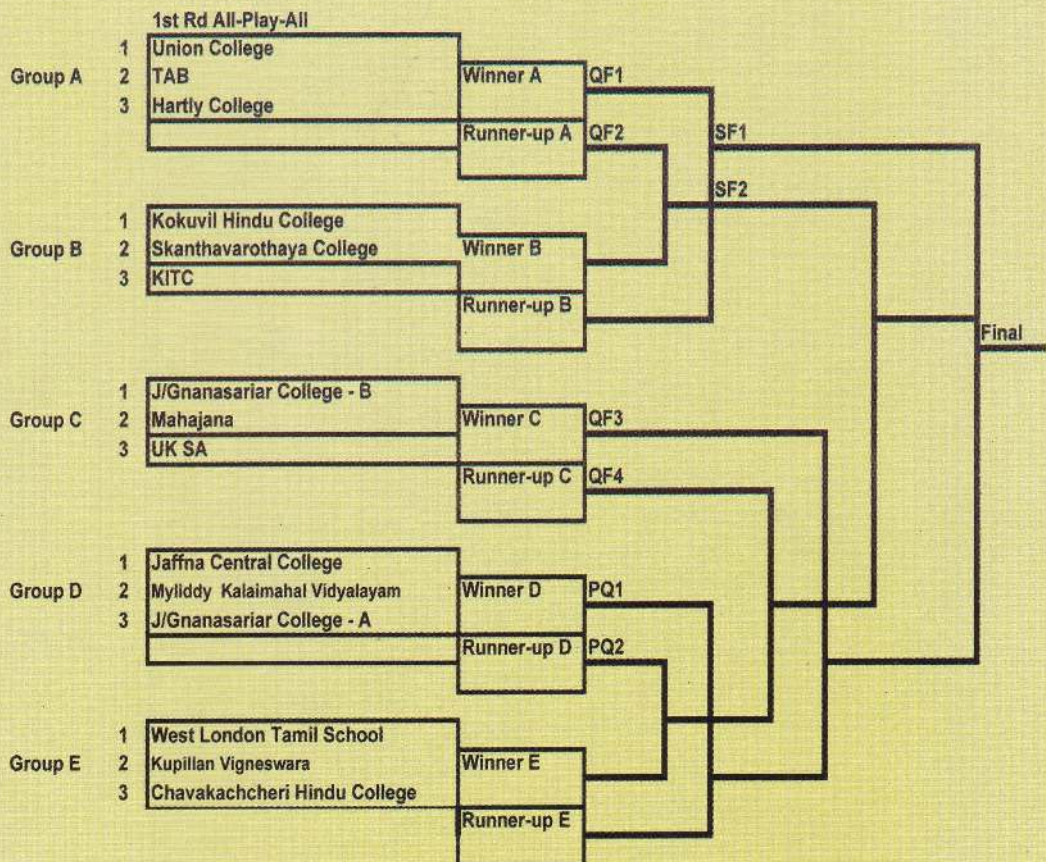 1st Rd All-Play-All
Group A
1 Union College
2 TAB
3 Hartly College
Winner A
Runner-up A
QF1
QF2
SF1
SF2
Group B
1 Kokuvil Hindu College
2 Skanthavarothaya College
3 KITC
Winner B
Runner-up B
Final
Group C
1 J/Gnanasariar College - B
2 Mahajana
3 UK SA
Winner C
Runner-up C
QF3
QF4
Group D
1 Jaffna Central College
2 Myliddy Kalaimahal Vidyalayam
3 J/Gnanasariar College - A
Winner D
Runner-up D
PQ1
PQ2
Group E
1 West London Tamil School
2 Kupillan Vigneswara
3 Chavakachcheri Hindu College
Winner E
Runner-up E